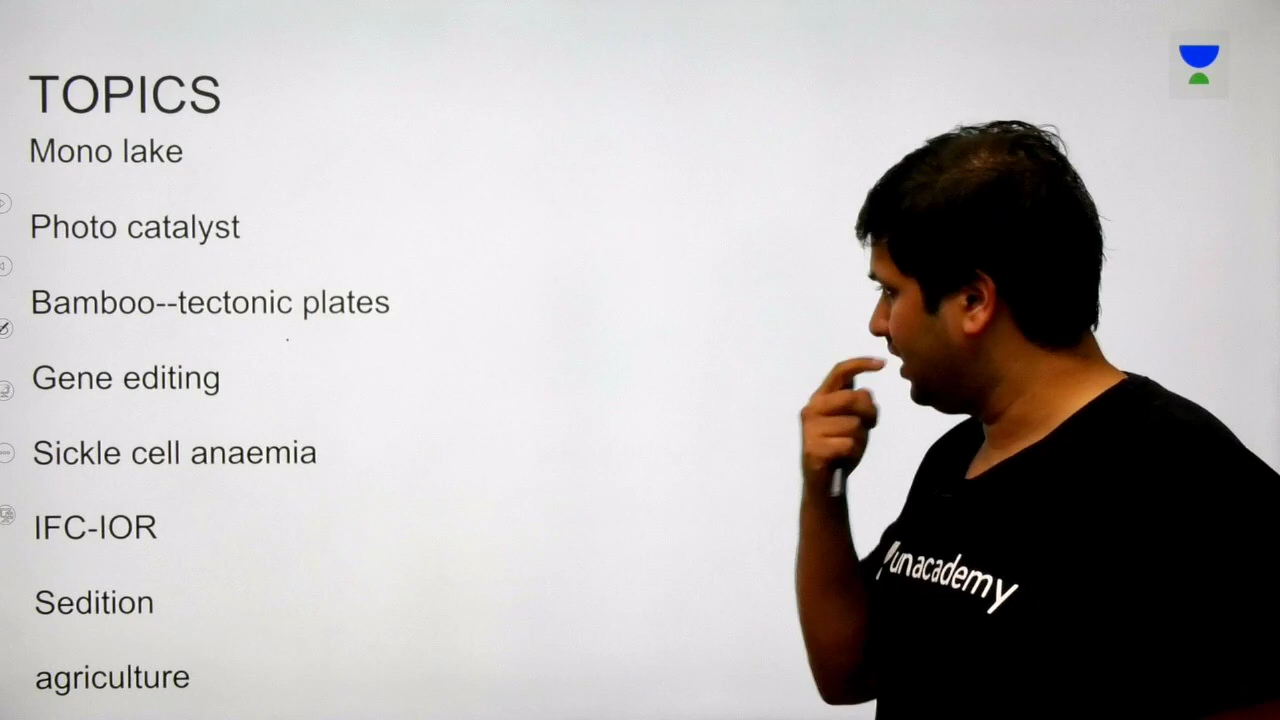 TOPICS
Mono lake
Photo catalyst
Bamboo--tectonic plates
Gene editing
Sickle cell anaemia
IFC-IOR
Sedition
agriculture
unacademy